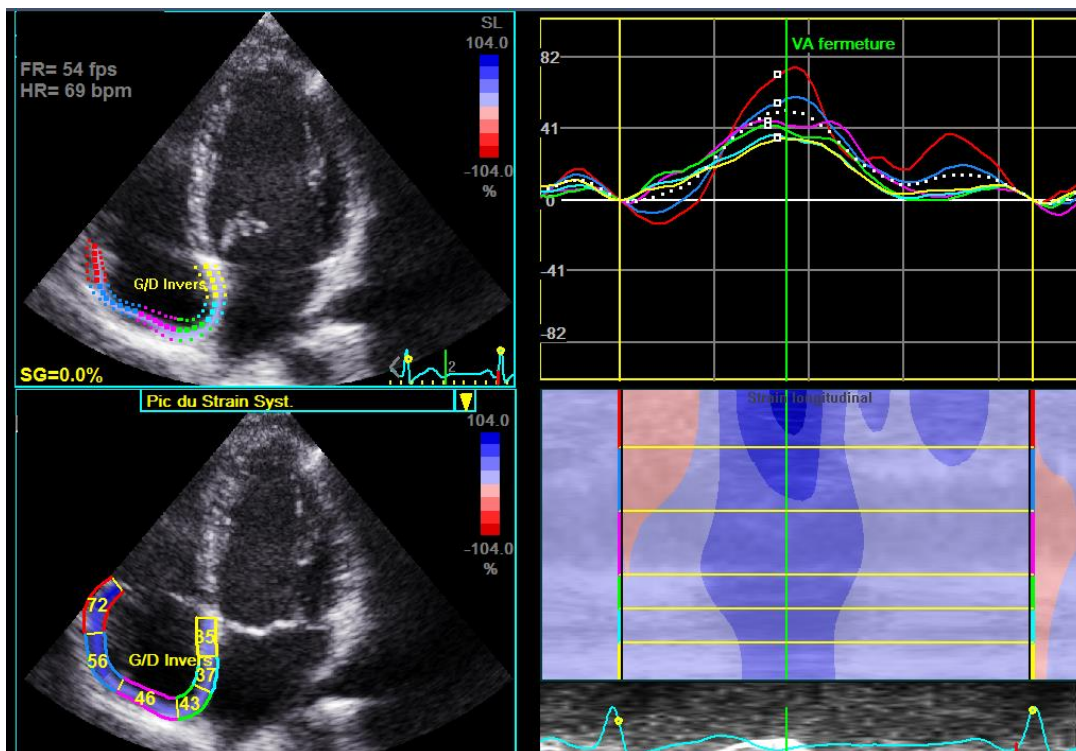 SL
104.0
FR= 54 fps
HR= 69 bpm
-104.0
%
G/D Invers
SG=0.0%
2
VA fermeture
82
41
0
-41
-82
Pic du Strain Syst.
104.0
-104.0
%
72
56
G/D Invers
35
37
46
43
Strain longitudinal